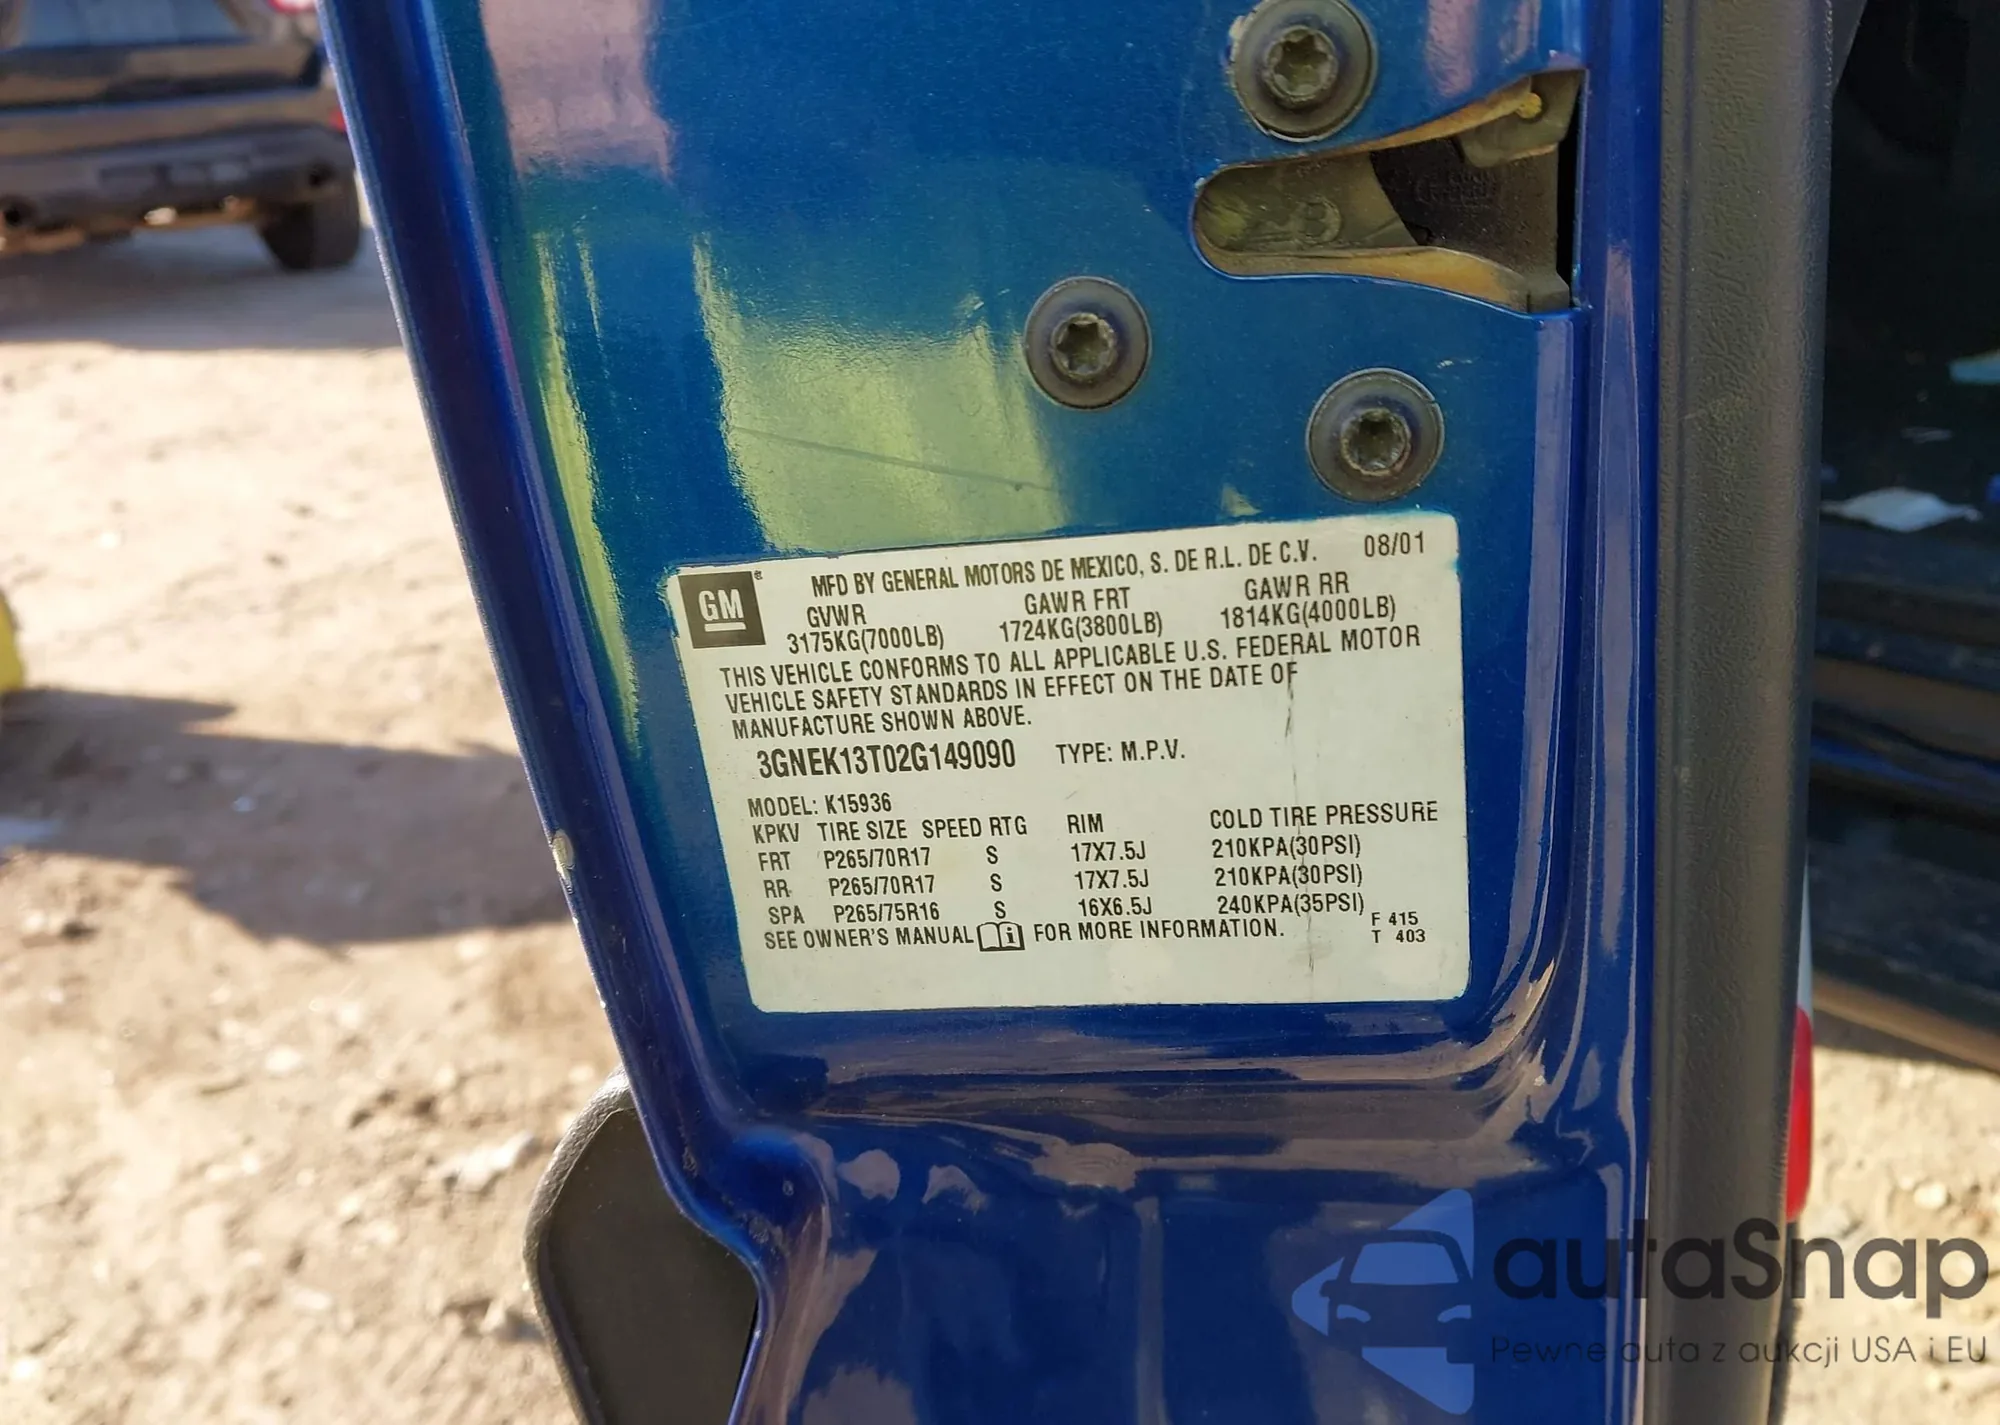 GM MFD BY GENERAL MOTORS DE MEXICO, S. DE R.L. DE C.V. 08/01
GVWR GAWR FRT GAWR RR
3175KG(7000LB) 1724KG(3800LB) 1814KG(4000LB)
THIS VEHICLE CONFORMS TO ALL APPLICABLE U.S. FEDERAL MOTOR
VEHICLE SAFETY STANDARDS IN EFFECT ON THE DATE OF
MANUFACTURE SHOWN ABOVE.
3GNEK13T02G149090 TYPE: M.P.V.
MODEL: K15936
KPKV TIRE SIZE SPEED RTG RIM COLD TIRE PRESSURE
FRT P265/70R17 S 17X7.5J 210KPA(30PSI)
RR P265/70R17 S 17X7.5J 210KPA(30PSI)
SPA P265/75R16 S 16X6.5J 240KPA(35PSI)
SEE OWNER'S MANUAL FOR MORE INFORMATION.
F 415
T 403
autaSnap
Pewne auta z aukcji USA i EU